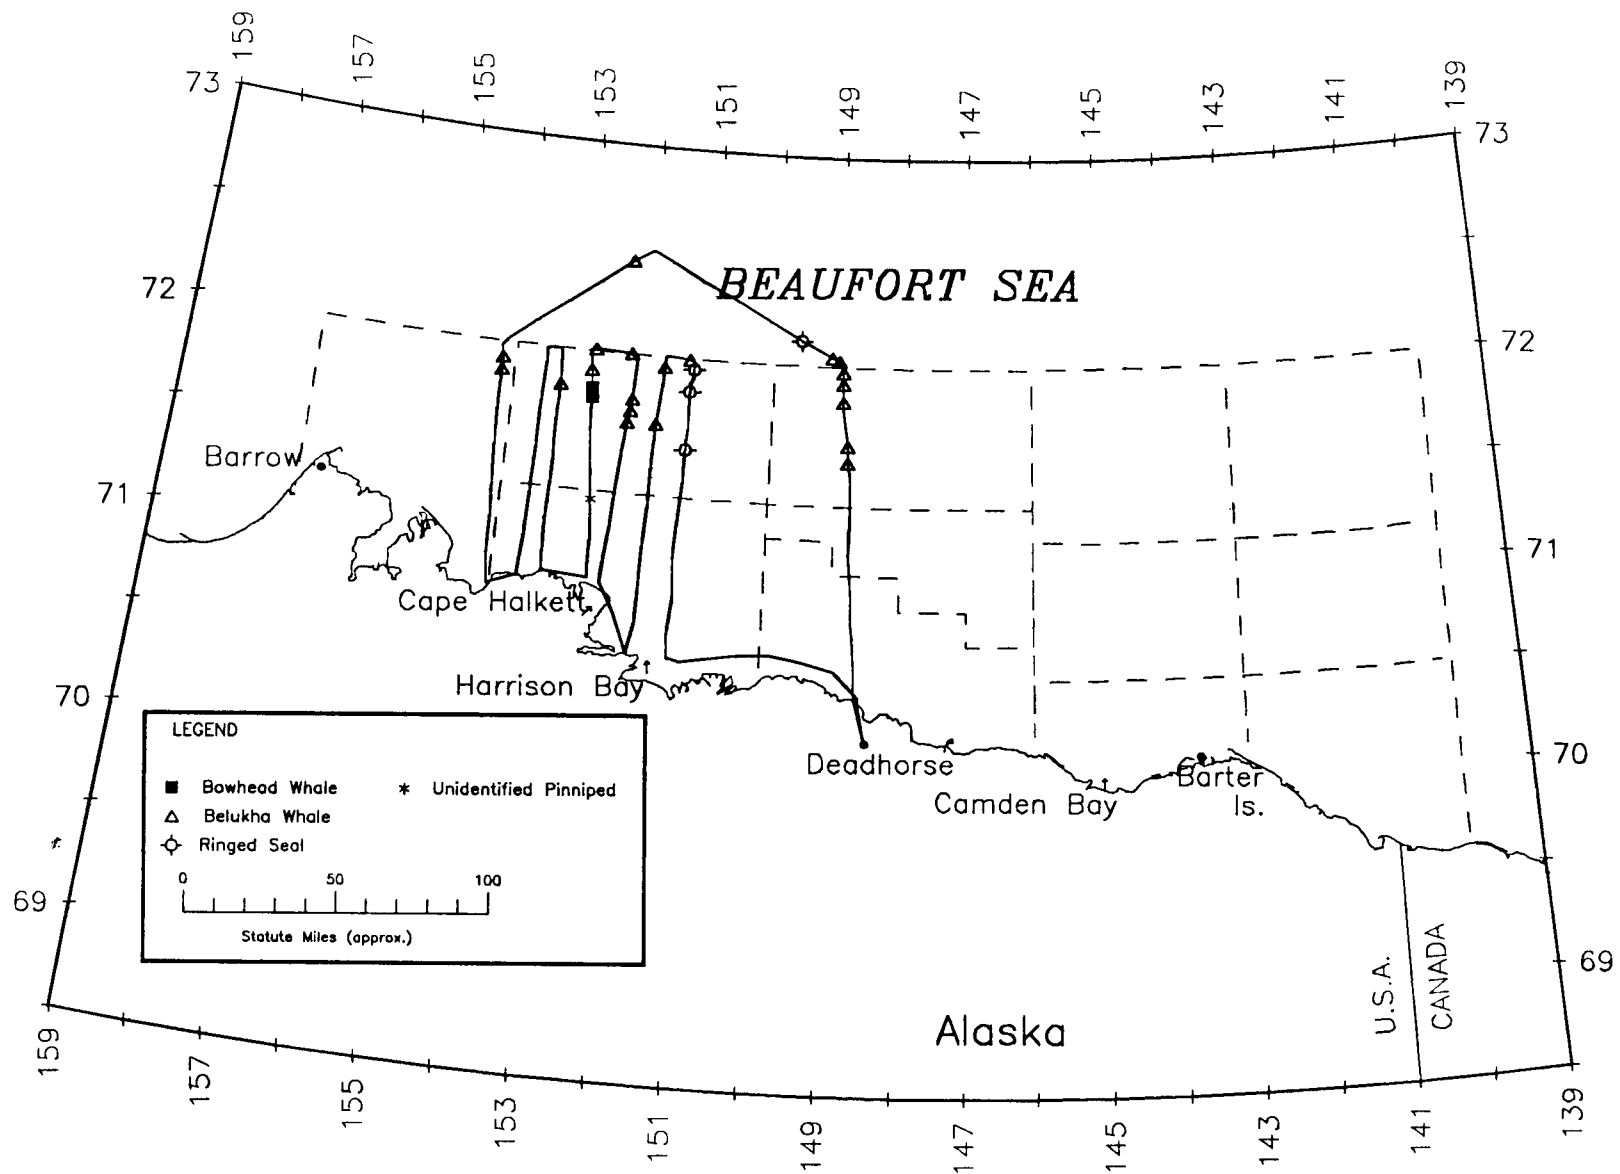 159
157
155
153
151
149
147
145
143
141
139
73
73
BEAUFORT SEA
72
72
Barrow
71
71
Cape Halkett
Harrison Bay
70
70
Deadhorse
Camden Bay
Barter
Is.
LEGEND
Bowhead Whale
Unidentified Pinniped
Belukha Whale
Ringed Seal
0 50 100
Statute Miles (approx.)
69
69
U.S.A.
CANADA
Alaska
159
157
155
153
151
149
147
145
143
141
139